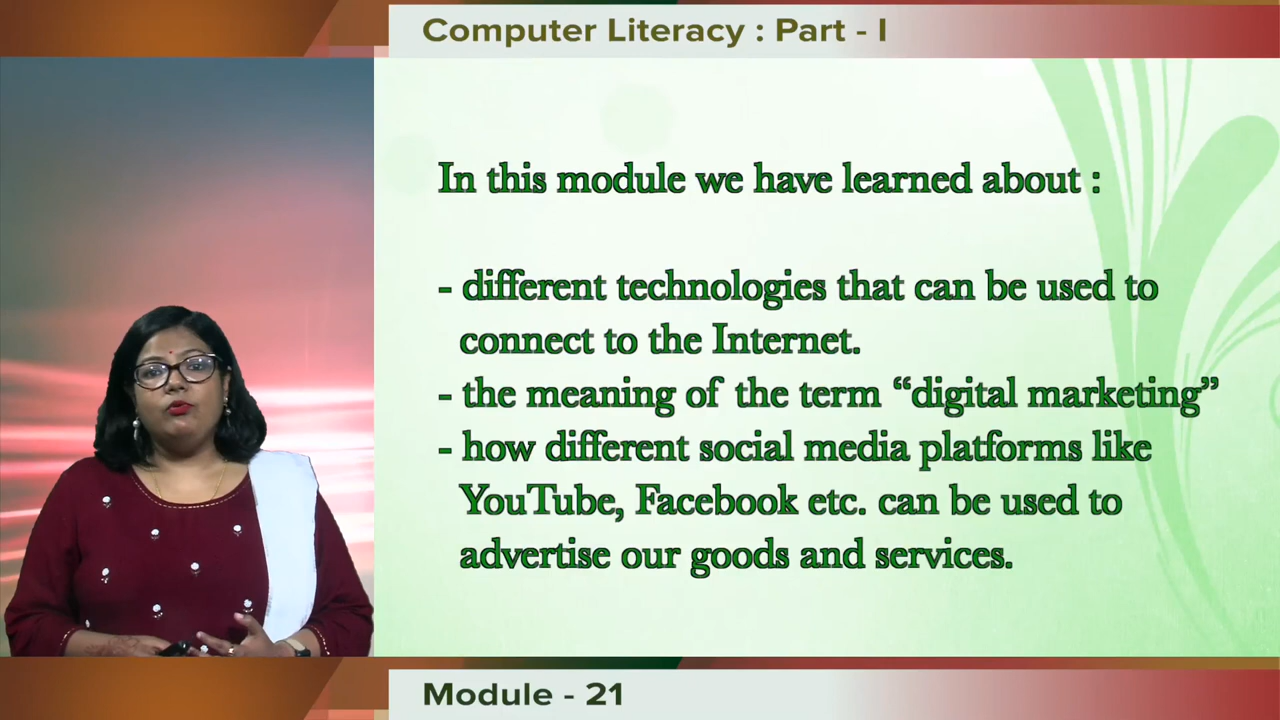 Computer Literacy : Part - I
In this module we have learned about :
- different technologies that can be used to
connect to the Internet.
- the meaning of the term “digital marketing”
- how different social media platforms like
YouTube, Facebook etc. can be used to
advertise our goods and services.
Module - 21